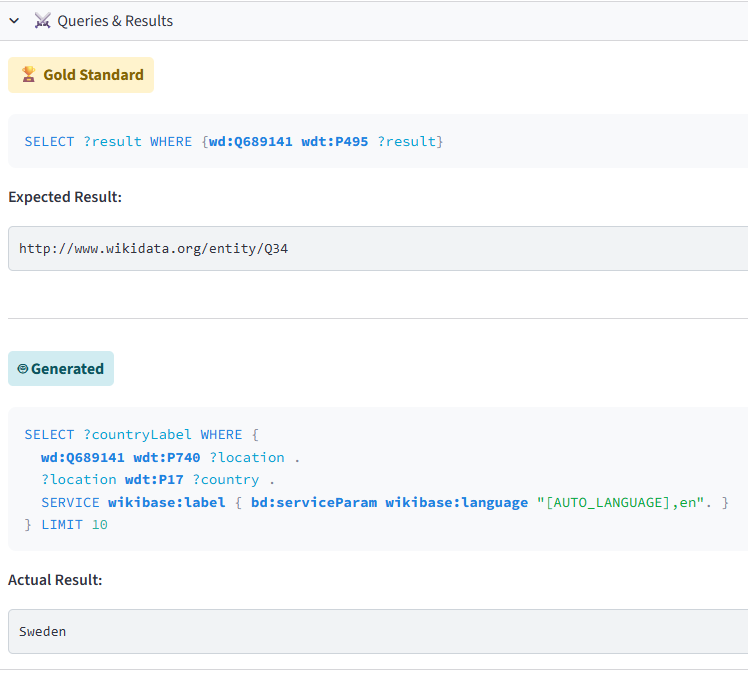 ⚔️ Queries & Results
🏆 Gold Standard
SELECT ?result WHERE {wd:Q689141 wdt:P495 ?result}
Expected Result:
http://www.wikidata.org/entity/Q34
Generated
SELECT ?countryLabel WHERE {
  wd:Q689141 wdt:P740 ?location .
  ?location wdt:P17 ?country .
  SERVICE wikibase:label { bd:serviceParam wikibase:language "[AUTO_LANGUAGE],en". }
} LIMIT 10
Actual Result:
Sweden